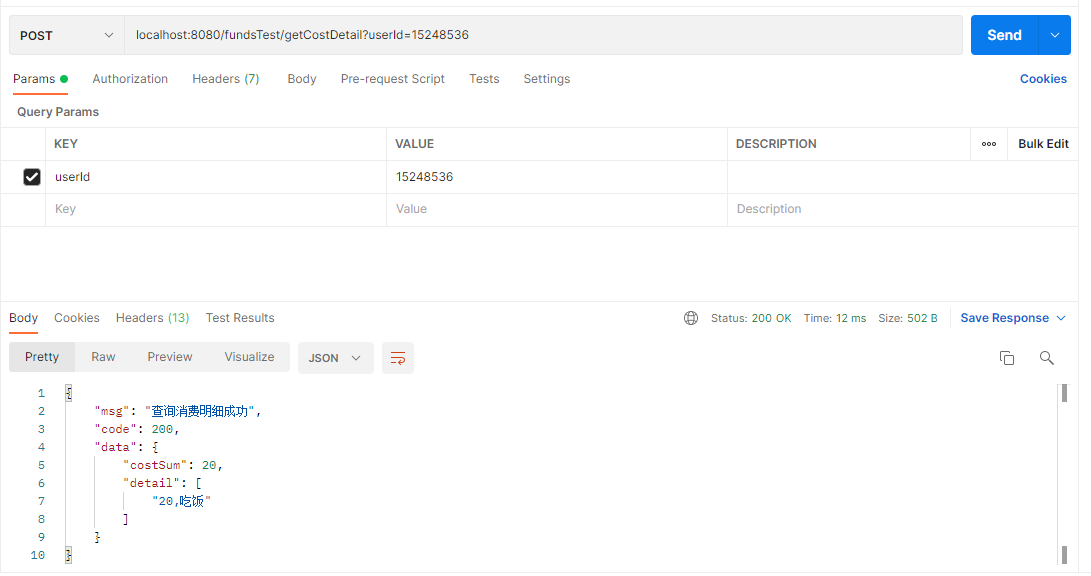 POST localhost:8080/fundsTest/getCostDetail?userId=15248536 Send
Params Authorization Headers (7) Body Pre-request Script Tests Settings Cookies
Query Params
KEY VALUE DESCRIPTION ooo Bulk Edit
userId 15248536
Key Value Description
Body Cookies Headers (13) Test Results Status: 200 OK Time: 12 ms Size: 502 B Save Response
Pretty Raw Preview Visualize JSON
1 {
2 "msg": "查询消费明细成功",
3 "code": 200,
4 "data": {
5 "costSum": 20,
6 "detail": [
7 "20,吃饭"
8 ]
9 }
10 }